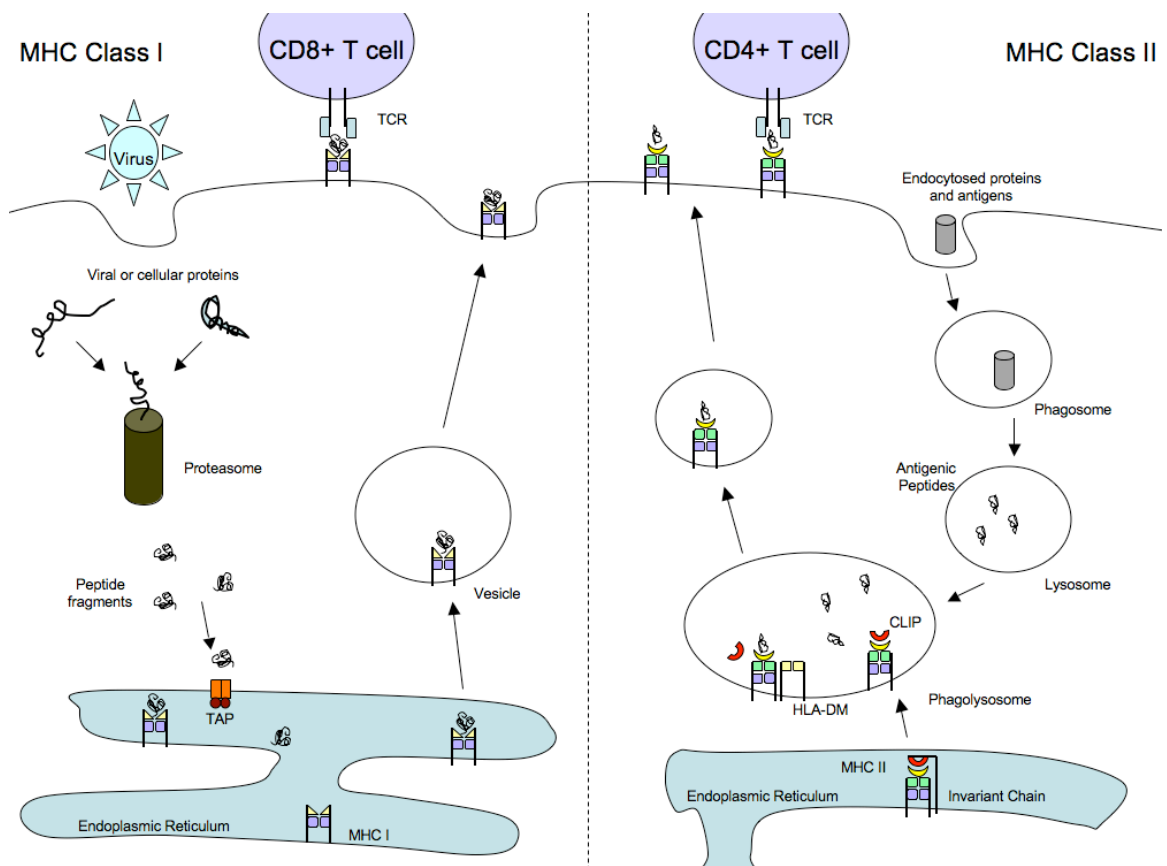 MHC Class I
CD8+ T cell
TCR
Virus
Viral or cellular proteins
Proteasome
Peptide
fragments
Vesicle
TAP
Endoplasmic Reticulum
MHC I
CD4+ T cell
MHC Class II
TCR
Endocytosed proteins
and antigens
Phagosome
Antigenic
Peptides
Lysosome
CLIP
HLA-DM
Phagolysosome
MHC II
Endoplasmic Reticulum
Invariant Chain